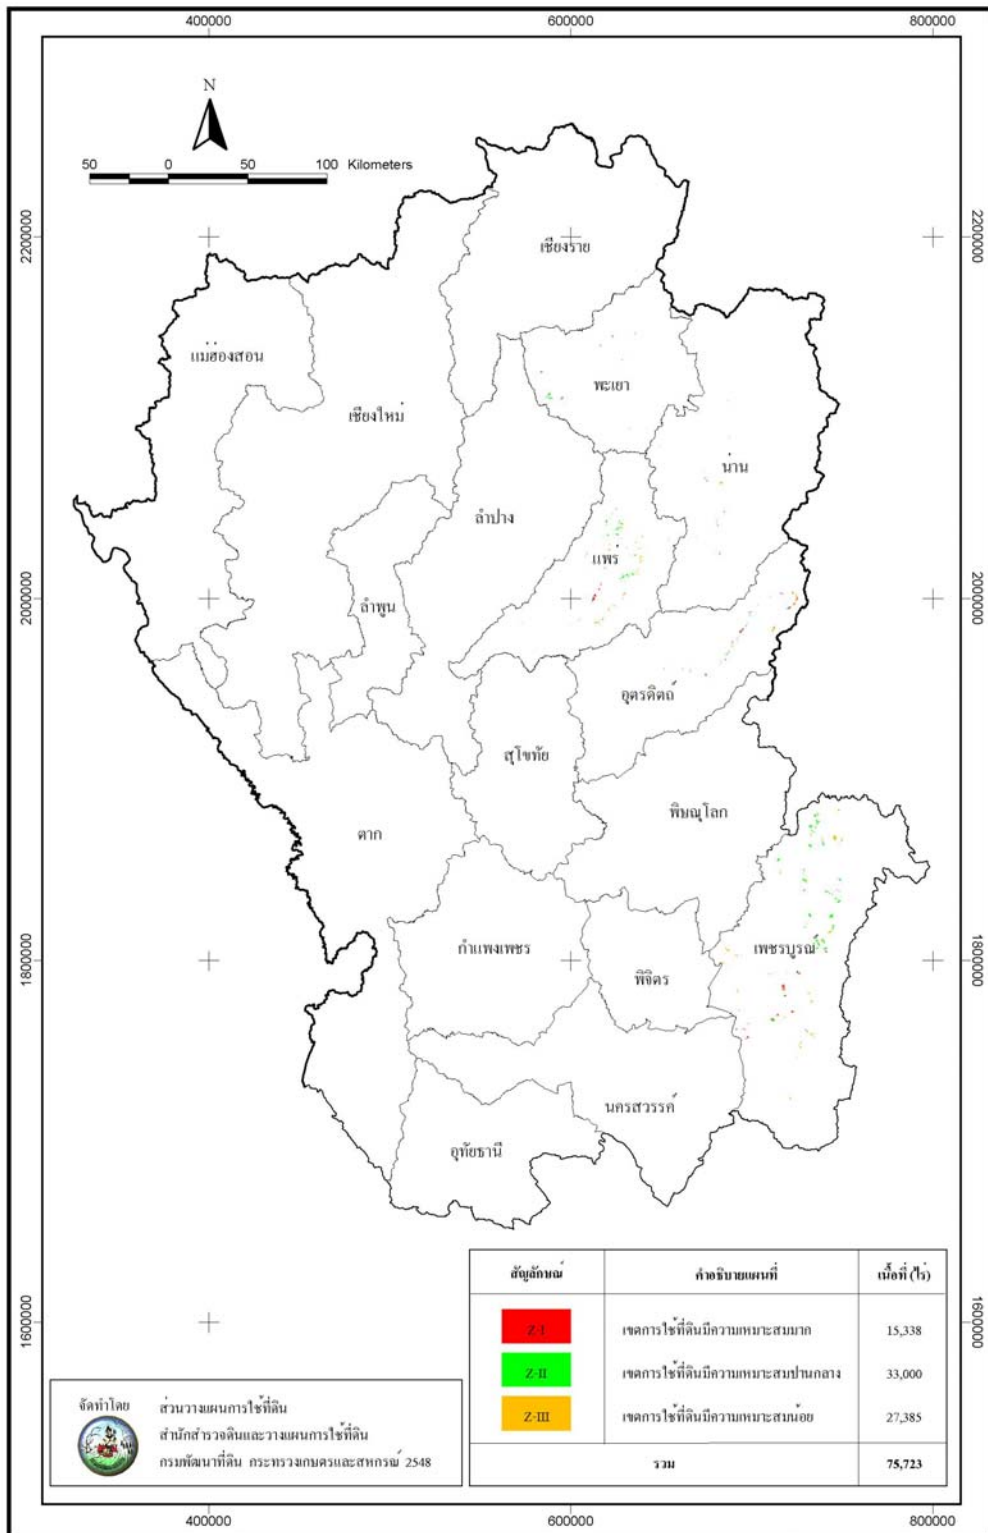 400000
600000
800000
N
50
0
50
100
Kilometers
2200000
2200000
เชียงราย
แม่ฮ่องสอน
พะเยา
เชียงใหม่
น่าน
ลำปาง
แพร่
2000000
2000000
ลำพูน
อุตรดิตถ์
สุโขทัย
พิษณุโลก
ตาก
กำแพงเพชร
เพชรบูรณ์
1800000
1800000
พิจิตร
นครสวรรค์
อุทัยธานี
1600000
1600000
สัญลักษณ์
คำอธิบายแผนที่
เนื้อที่ (ไร่)
Z-I
เขตการใช้ที่ดินมีความเหมาะสมมาก
15,338
Z-II
เขตการใช้ที่ดินมีความเหมาะสมปานกลาง
33,000
Z-III
เขตการใช้ที่ดินมีความเหมาะสมน้อย
27,385
รวม
75,723
จัดทำโดย
ส่วนวางแผนการใช้ที่ดิน
สำนักสำรวจดินและวางแผนการใช้ที่ดิน
กรมพัฒนาที่ดิน กระทรวงเกษตรและสหกรณ์ 2548
400000
600000
800000